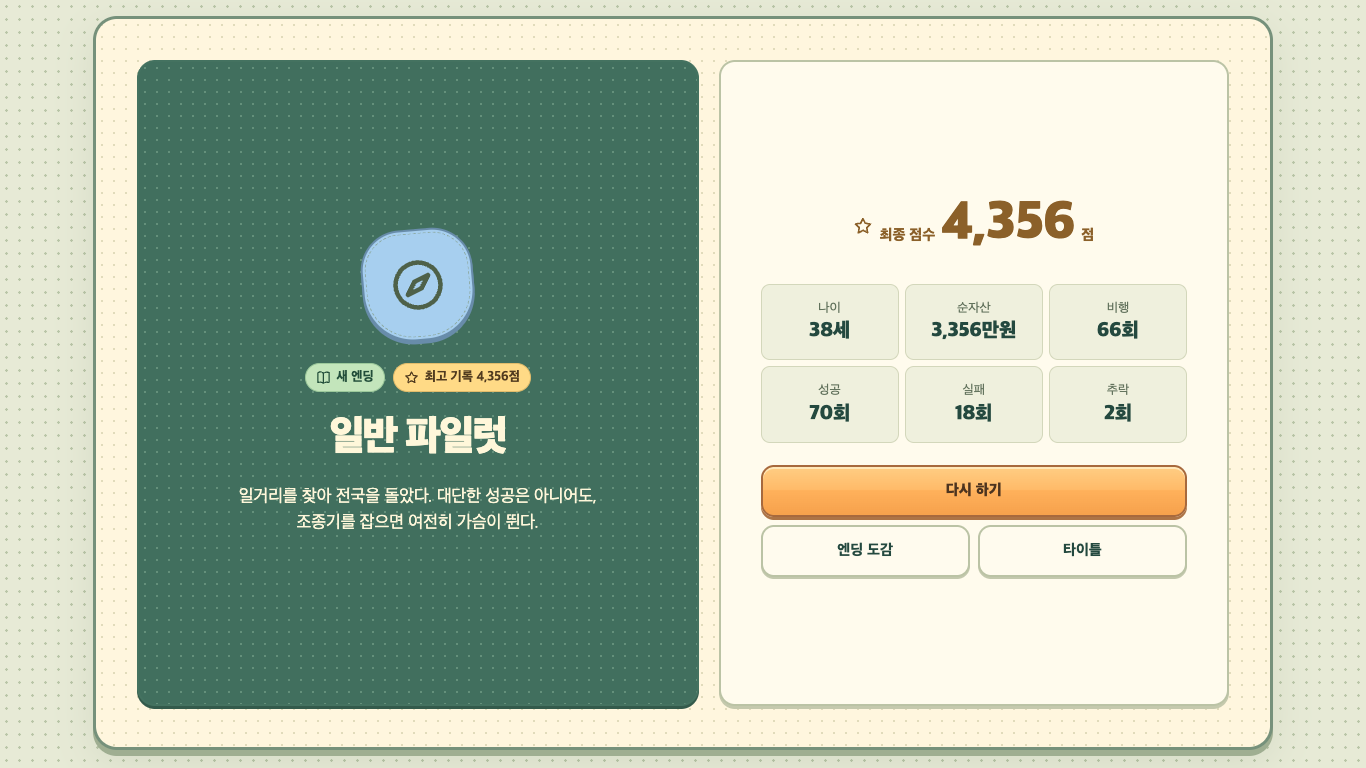 새 엔딩
최고 기록 4,356점
일반 파일럿
일거리를 찾아 전국을 돌았다. 대단한 성공은 아니어도,
조종기를 잡으면 여전히 가슴이 뛴다.
최종 점수 4,356 점
나이
38세
순자산
3,356만원
비행
66회
성공
70회
실패
18회
추락
2회
다시 하기
엔딩 도감
타이틀